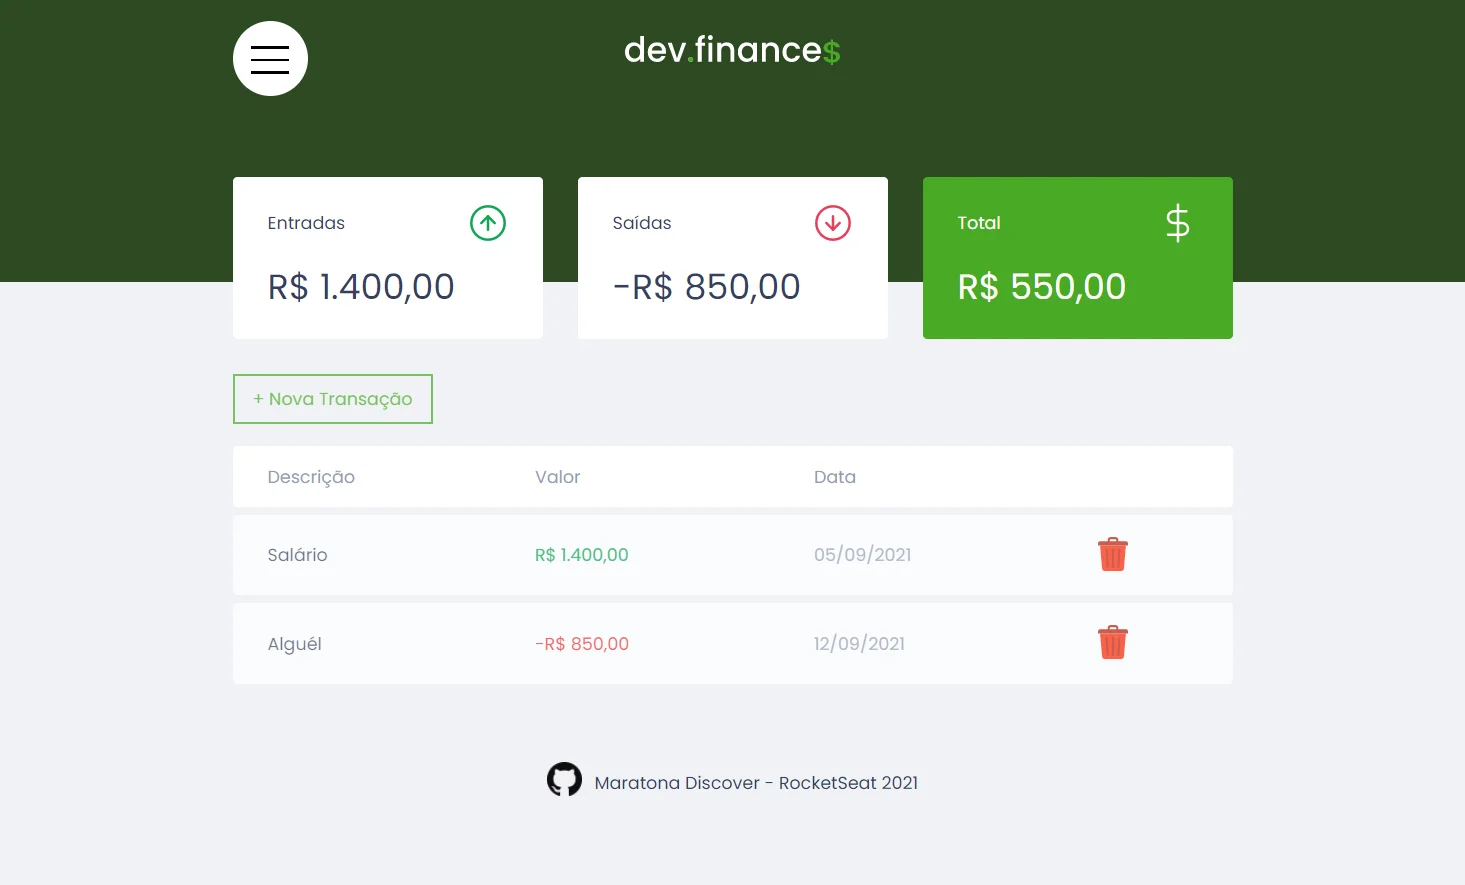 dev.finance$
Entradas
R$ 1.400,00
Saídas
-R$ 850,00
Total
R$ 550,00
+ Nova Transação
Descrição Valor Data
Salário R$ 1.400,00 05/09/2021
Alguél -R$ 850,00 12/09/2021
Maratona Discover - RocketSeat 2021